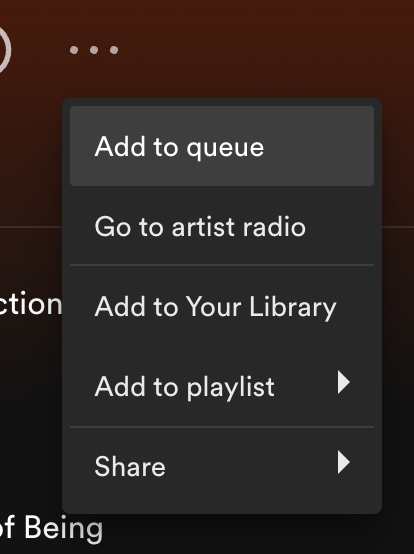 Add to queue
Go to artist radio
ction
Add to Your Library
Add to playlist
Share
of Being